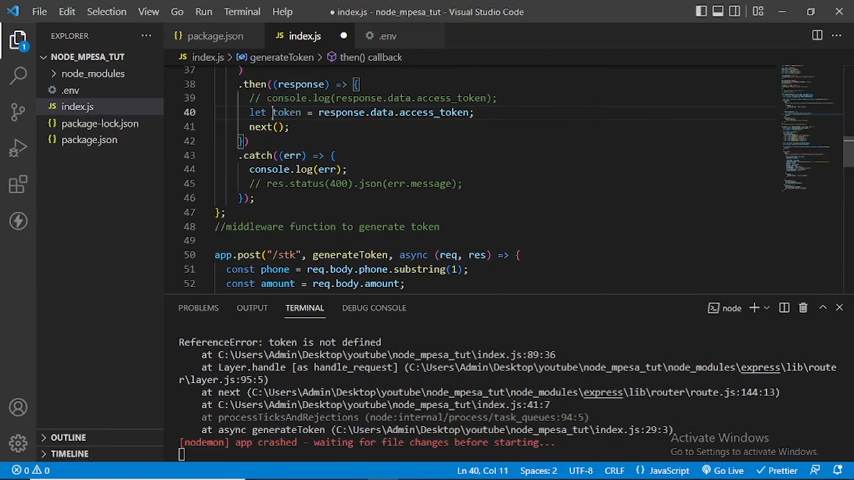 File Edit Selection View Go Run Terminal Help
● index.js - node_mpesa_tut - Visual Studio Code
EXPLORER
NODE_MPESA_TUT
node_modules
.env
JS index.js
package-lock.json
package.json
OUTLINE
TIMELINE
package.json
JS index.js
.env
JS index.js > generateToken > then() callback
37 )
38 .then((response) => {
39 // console.log(response.data.access_token);
40 let token = response.data.access_token;
41 next();
42 })
43 .catch((err) => {
44 console.log(err);
45 // res.status(400).json(err.message);
46 });
47 };
48 //middleware function to generate token
49
50 app.post("/stk", generateToken, async (req, res) => {
51 const phone = req.body.phone.substring(1);
52 const amount = req.body.amount;
PROBLEMS OUTPUT TERMINAL DEBUG CONSOLE
node
ReferenceError: token is not defined
at C:\Users\Admin\Desktop\youtube\node_mpesa_tut\index.js:89:36
at Layer.handle [as handle_request] (C:\Users\Admin\Desktop\youtube\node_mpesa_tut\node_modules\express\lib\route
r\layer.js:95:5)
at next (C:\Users\Admin\Desktop\youtube\node_mpesa_tut\node_modules\express\lib\router\route.js:144:13)
at C:\Users\Admin\Desktop\youtube\node_mpesa_tut\index.js:41:7
at processTicksAndRejections (node:internal/process/task_queues:94:5)
at async generateToken (C:\Users\Admin\Desktop\youtube\node_mpesa_tut\index.js:29:3)
[nodemon] app crashed - waiting for file changes before starting...
Activate Windows
Go to Settings to activate Windows.
0 0
Ln 40, Col 11 Spaces: 2 UTF-8 CRLF JavaScript Go Live Prettier